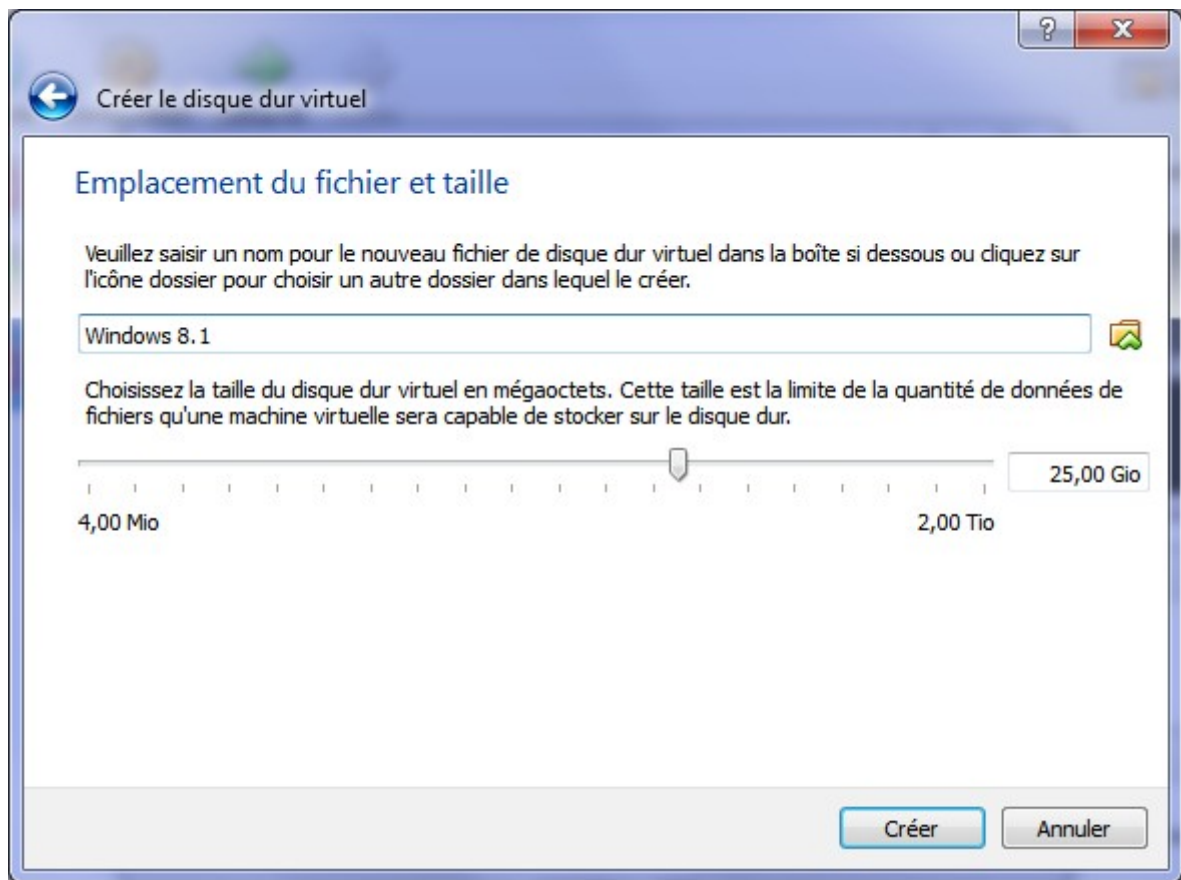 ?
Créer le disque dur virtuel
Emplacement du fichier et taille
Veuillez saisir un nom pour le nouveau fichier de disque dur virtuel dans la boîte si dessous ou cliquez sur
l'icône dossier pour choisir un autre dossier dans lequel le créer.
Windows 8.1
Choisissez la taille du disque dur virtuel en mégaoctets. Cette taille est la limite de la quantité de données de
fichiers qu'une machine virtuelle sera capable de stocker sur le disque dur.
25,00 Gio
4,00 Mio 2,00 Tio
Créer Annuler